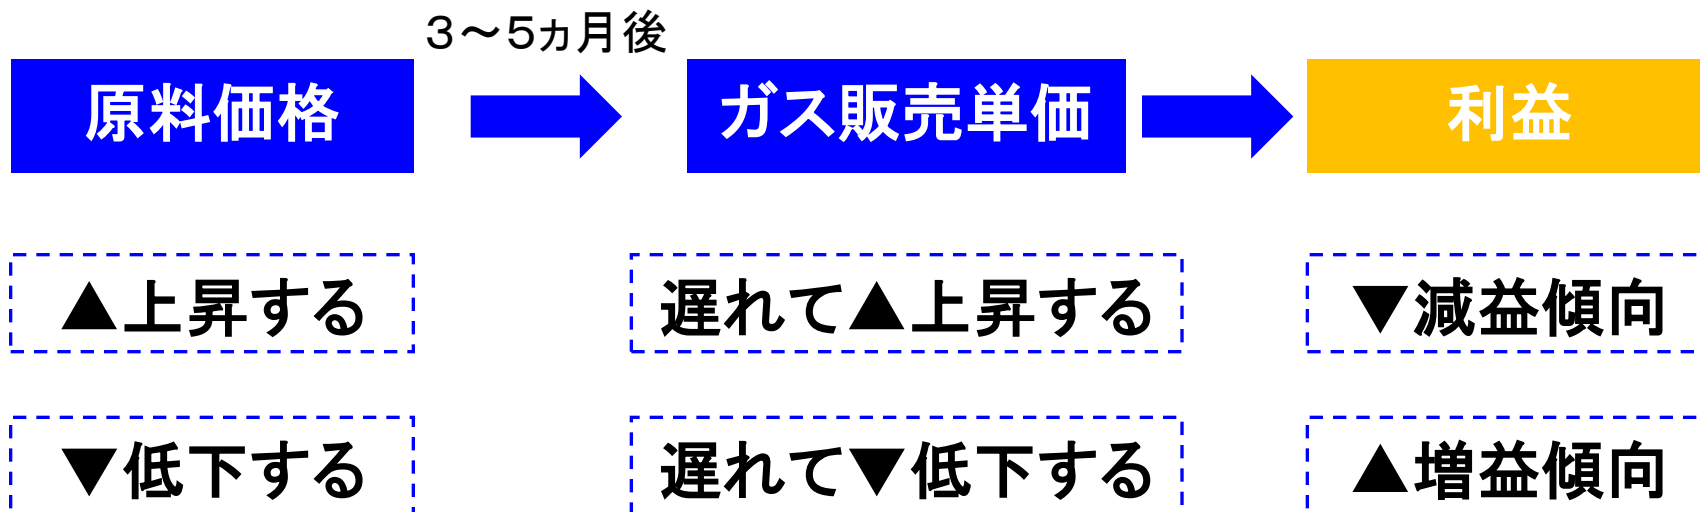 ３～５ヵ月後
原料価格
ガス販売単価
利益
▲上昇する
遅れて▲上昇する
▼減益傾向
▼低下する
遅れて▼低下する
▲増益傾向